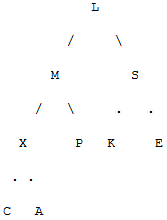 L
/ \
M S
/ \ . .
X P K E
. .
C A